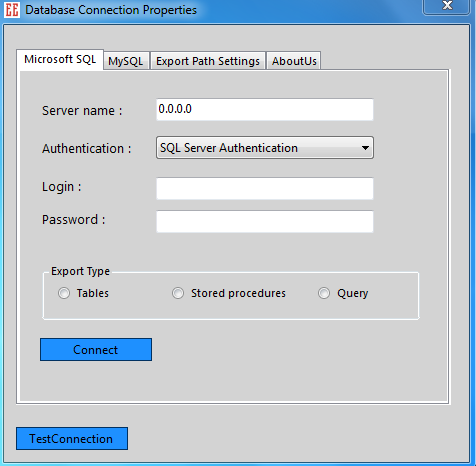 EE Database Connection Properties
Microsoft SQL MySQL Export Path Settings AboutUs
Server name : 0.0.0.0
Authentication : SQL Server Authentication
Login :
Password :
Export Type
Tables Stored procedures Query
Connect
TestConnection